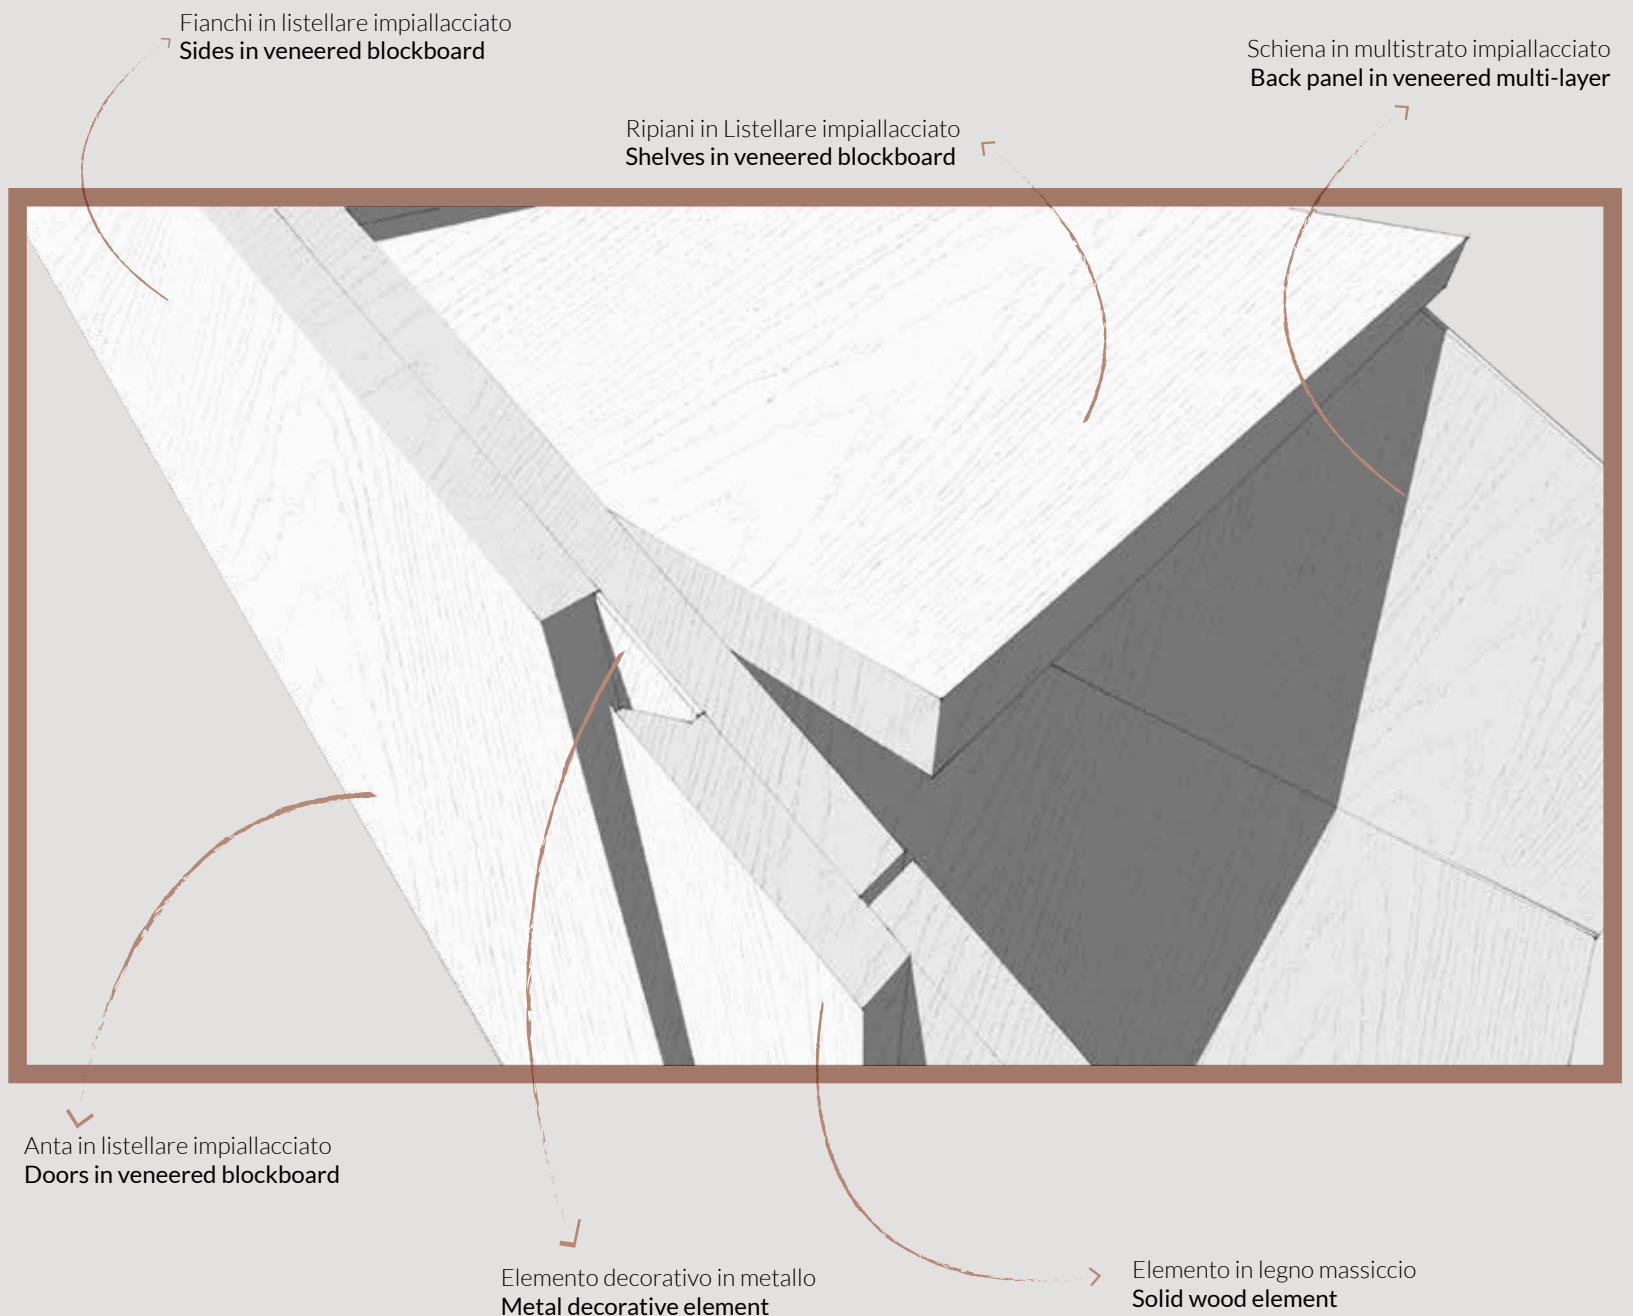 Fianchi in listellare impiallacciato
Sides in veneered blockboard
Schiena in multistrato impiallacciato
Back panel in veneered multi-layer
Ripiani in Listellare impiallacciato
Shelves in veneered blockboard
Anta in listellare impiallacciato
Doors in veneered blockboard
Elemento decorativo in metallo
Metal decorative element
Elemento in legno massiccio
Solid wood element